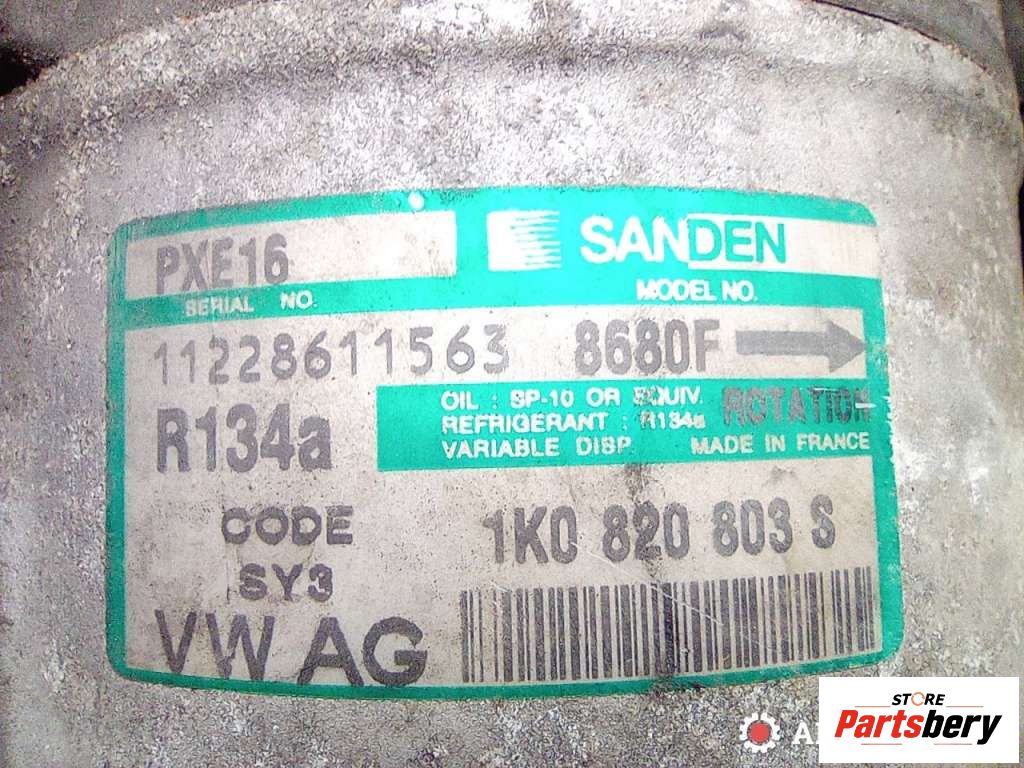 PXE16
SANDEN
SERIAL NO.
MODEL NO.
11228611563 8680F
R134a
OIL : SP-10 OR EQUIV.
REFRIGERANT : R134a
VARIABLE DISP.
ROTATION
MADE IN FRANCE
CODE
SY3
1K0 820 803 S
VW AG
STORE
Partsbery